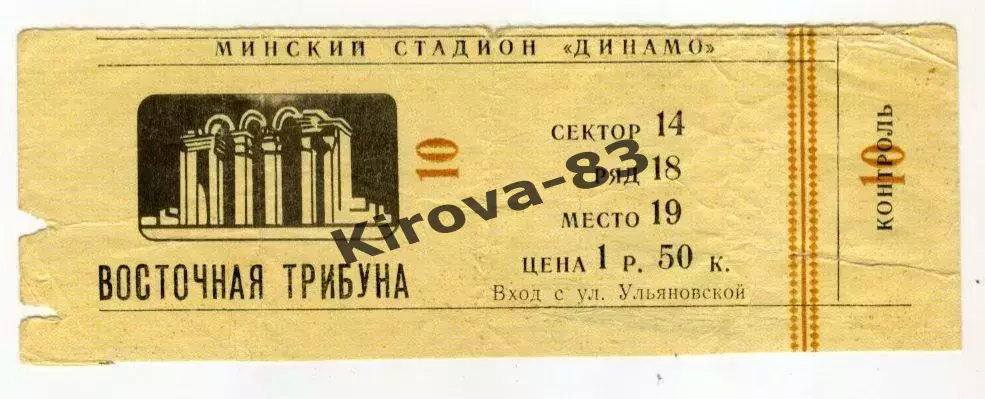 МИНСКИЙ СТАДИОН «ДИНАМО»
10
СЕКТОР 14
РЯД 18
МЕСТО 19
ЦЕНА 1 Р. 50 К.
Вход с ул. Ульяновской
ВОСТОЧНАЯ ТРИБУНА
КОНТРОЛЬ
10
Kirova-83